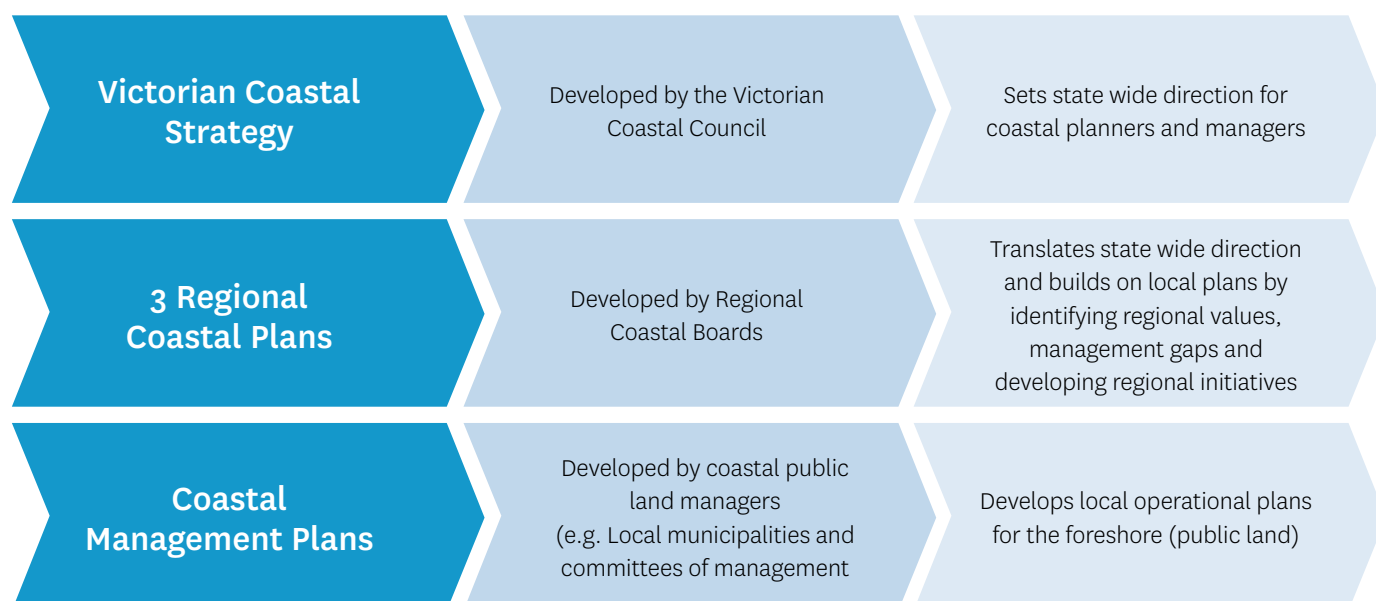 Victorian Coastal
Strategy
Developed by the Victorian
Coastal Council
Sets state wide direction for
coastal planners and managers
3 Regional
Coastal Plans
Developed by Regional
Coastal Boards
Translates state wide direction
and builds on local plans by
identifying regional values,
management gaps and
developing regional initiatives
Coastal
Management Plans
Developed by coastal public
land managers
(e.g. Local municipalities and
committees of management
Develops local operational plans
for the foreshore (public land)